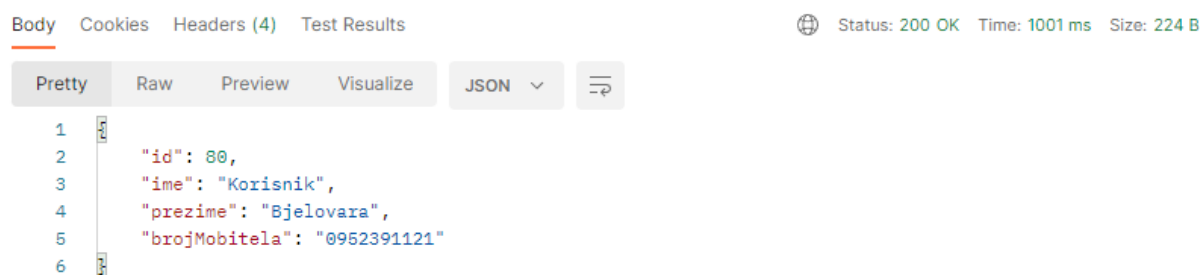 Body Cookies Headers (4) Test Results Status: 200 OK Time: 1001 ms Size: 224 B
Pretty Raw Preview Visualize JSON
1 {
2 "id": 80,
3 "ime": "Korisnik",
4 "prezime": "Bjelovara",
5 "brojMobitela": "0952391121"
6 }